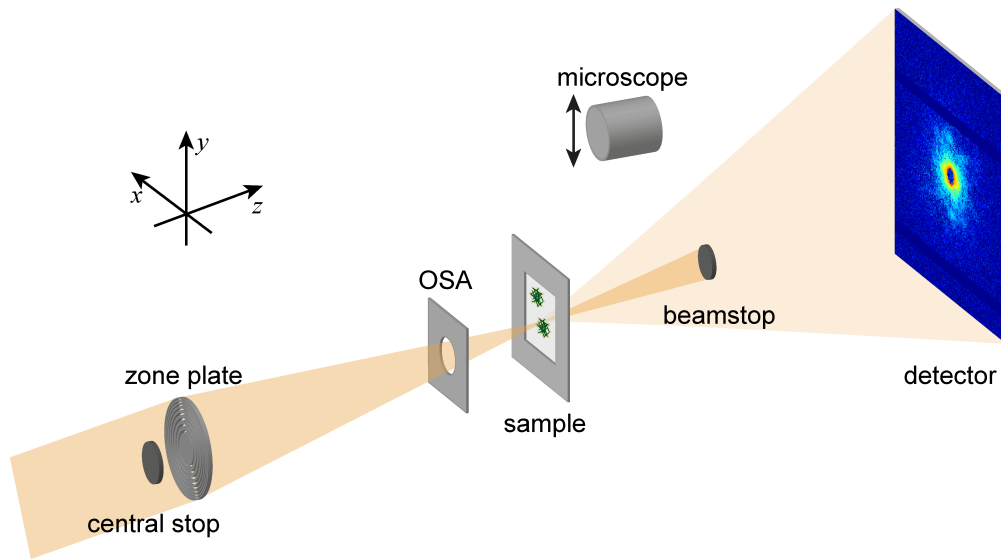 microscope
y
x
z
OSA
beamstop
zone plate
detector
sample
central stop